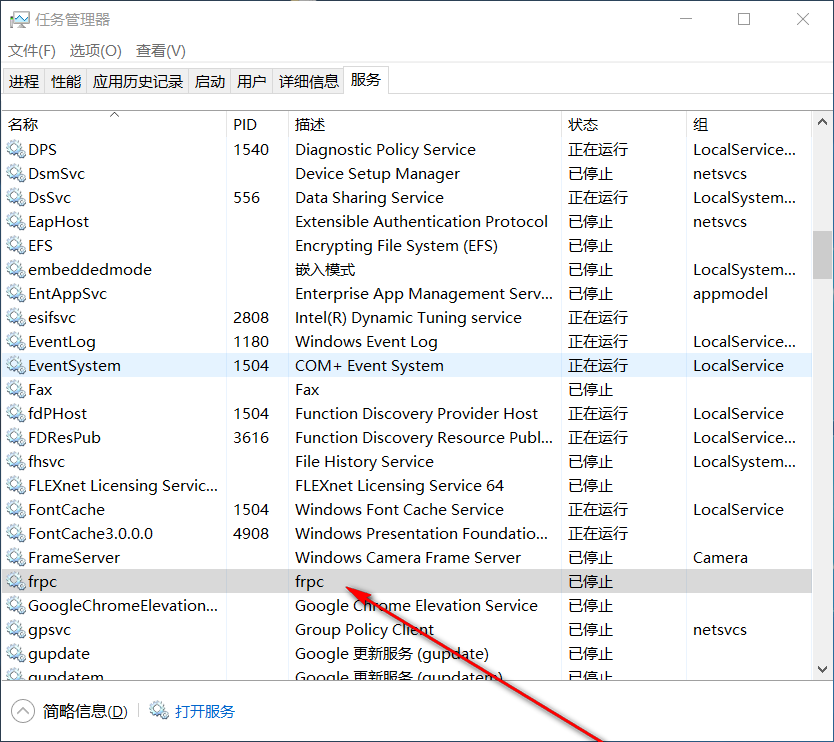 任务管理器
文件(F) 选项(O) 查看(V)
进程 性能 应用历史记录 启动 用户 详细信息 服务
名称 PID 描述 状态 组
DPS 1540 Diagnostic Policy Service 正在运行 LocalService...
DsmSvc Device Setup Manager 已停止 netsvcs
DsSvc 556 Data Sharing Service 正在运行 LocalSystem...
EapHost Extensible Authentication Protocol 已停止 netsvcs
EFS Encrypting File System (EFS) 已停止
embeddedmode 嵌入模式 已停止 LocalSystem...
EntAppSvc Enterprise App Management Serv... 已停止 appmodel
esifsvc 2808 Intel(R) Dynamic Tuning service 正在运行
EventLog 1180 Windows Event Log 正在运行 LocalService...
EventSystem 1504 COM+ Event System 正在运行 LocalService
Fax Fax 已停止
fdPHost 1504 Function Discovery Provider Host 正在运行 LocalService
FDResPub 3616 Function Discovery Resource Publ... 正在运行 LocalService...
fhsvc File History Service 已停止 LocalSystem...
FLEXnet Licensing Servic... FLEXnet Licensing Service 64 已停止
FontCache 1504 Windows Font Cache Service 正在运行 LocalService
FontCache3.0.0.0 4908 Windows Presentation Foundatio... 正在运行
FrameServer Windows Camera Frame Server 已停止 Camera
frpc frpc 已停止
GoogleChromeElevation... Google Chrome Elevation Service 已停止
gpsvc Group Policy Client 已停止 netsvcs
gupdate Google 更新服务 (gupdate) 已停止
gupdatem Google 更新服务 (gupdatem) 已停止
简略信息(D) 打开服务